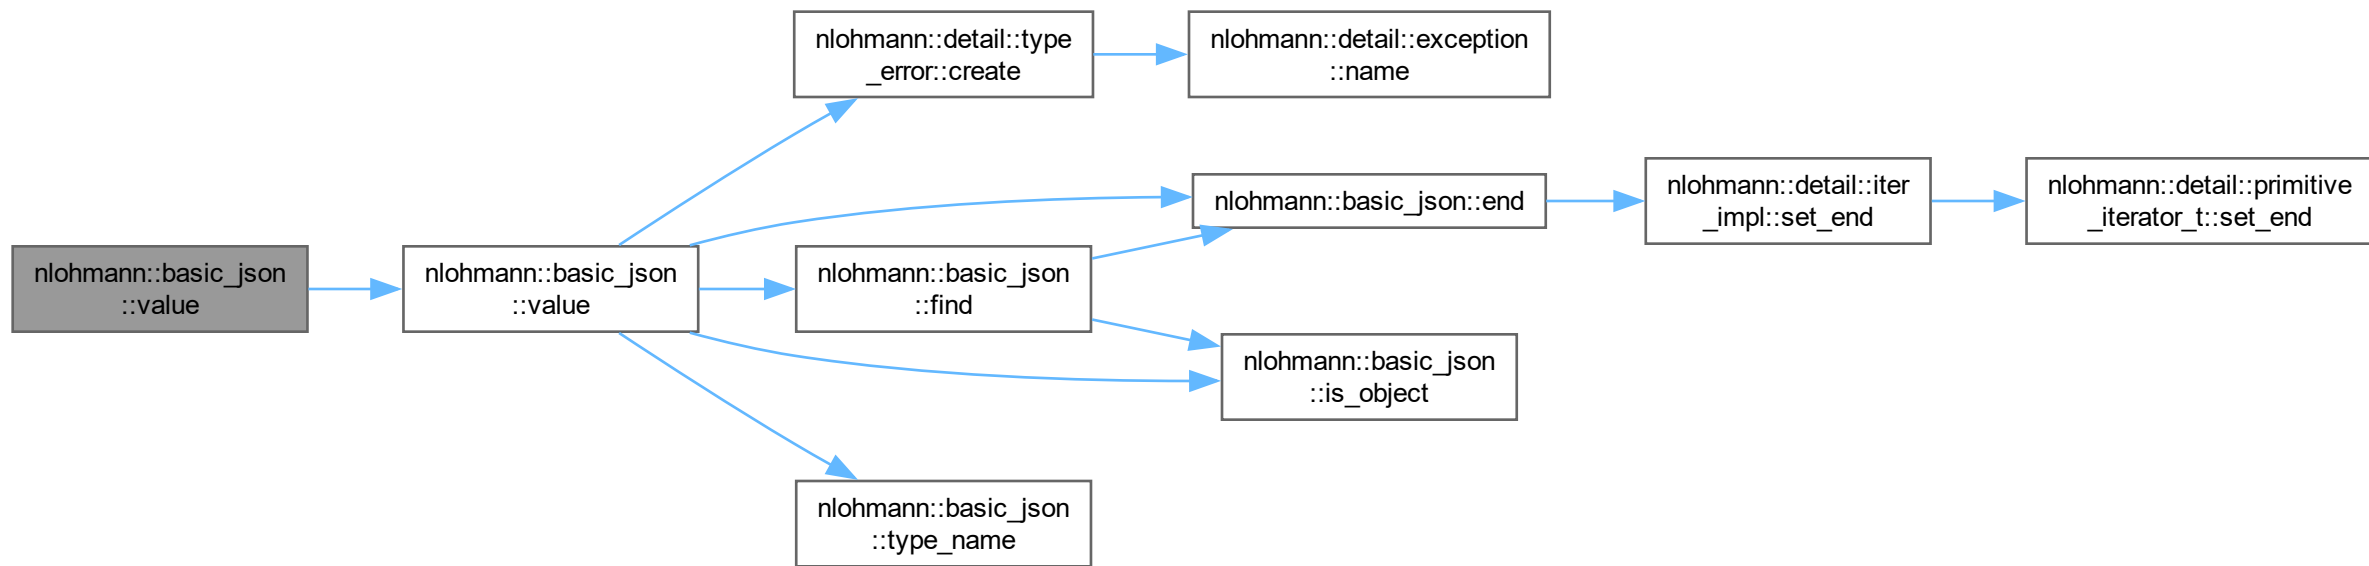 nlohmann::detail::type
_error::create
nlohmann::detail::exception
::name
nlohmann::basic_json::end
nlohmann::detail::iter
_impl::set_end
nlohmann::detail::primitive
_iterator_t::set_end
nlohmann::basic_json
::value
nlohmann::basic_json
::value
nlohmann::basic_json
::find
nlohmann::basic_json
::is_object
nlohmann::basic_json
::type_name